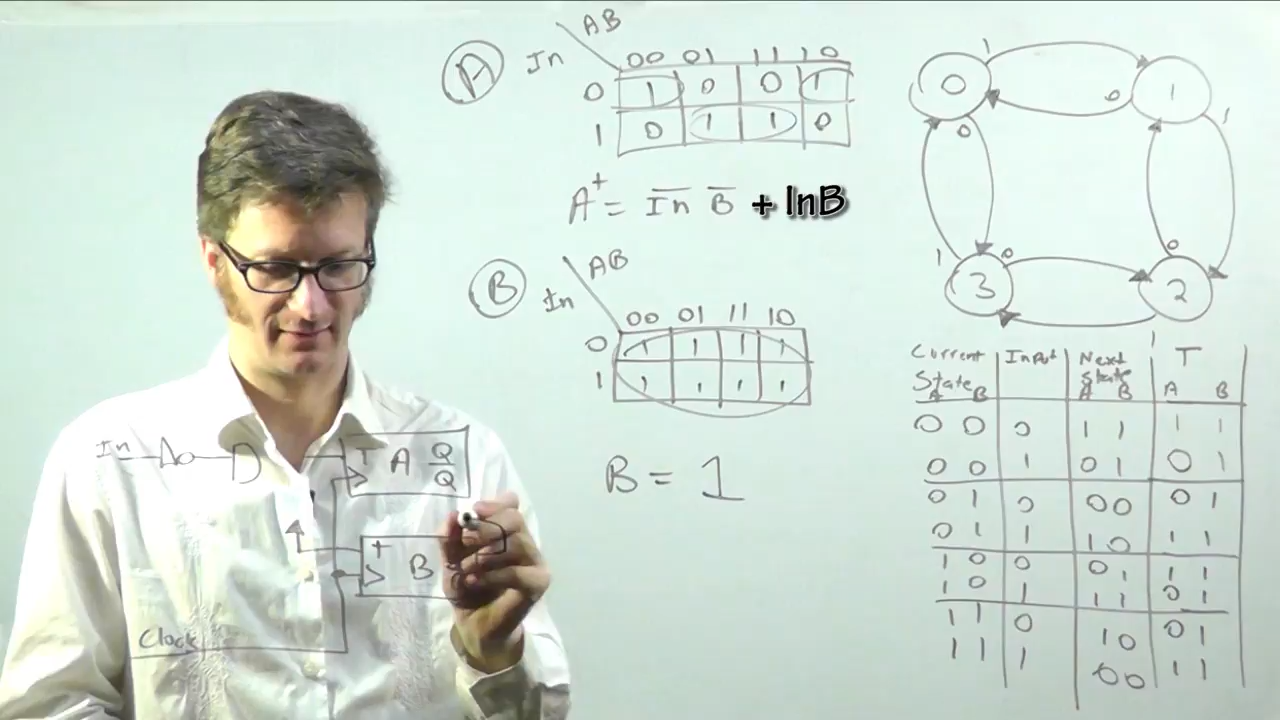 A
In AB
00 01 11 10
0 1 0 0 1
1 0 1 1 0
A⁺ = I̅n̅ B̅ + InB
B
In AB
00 01 11 10
0 1 1 1 1
1 1 1 1 1
B = 1
In D T A Q
Q̅
T B
Clock
0 1
1 0
1
0 0
1 0
3 2
1
Current State A B Input Next State A B T A B
0 0 0 1 1 1 1
0 0 1 0 1 0 1
0 1 0 0 0 0 1
0 1 1 1 0 1 1
1 0 0 0 1 1 1
1 0 1 1 1 0 1
1 1 0 1 0 0 1
1 1 1 0 0 1 1